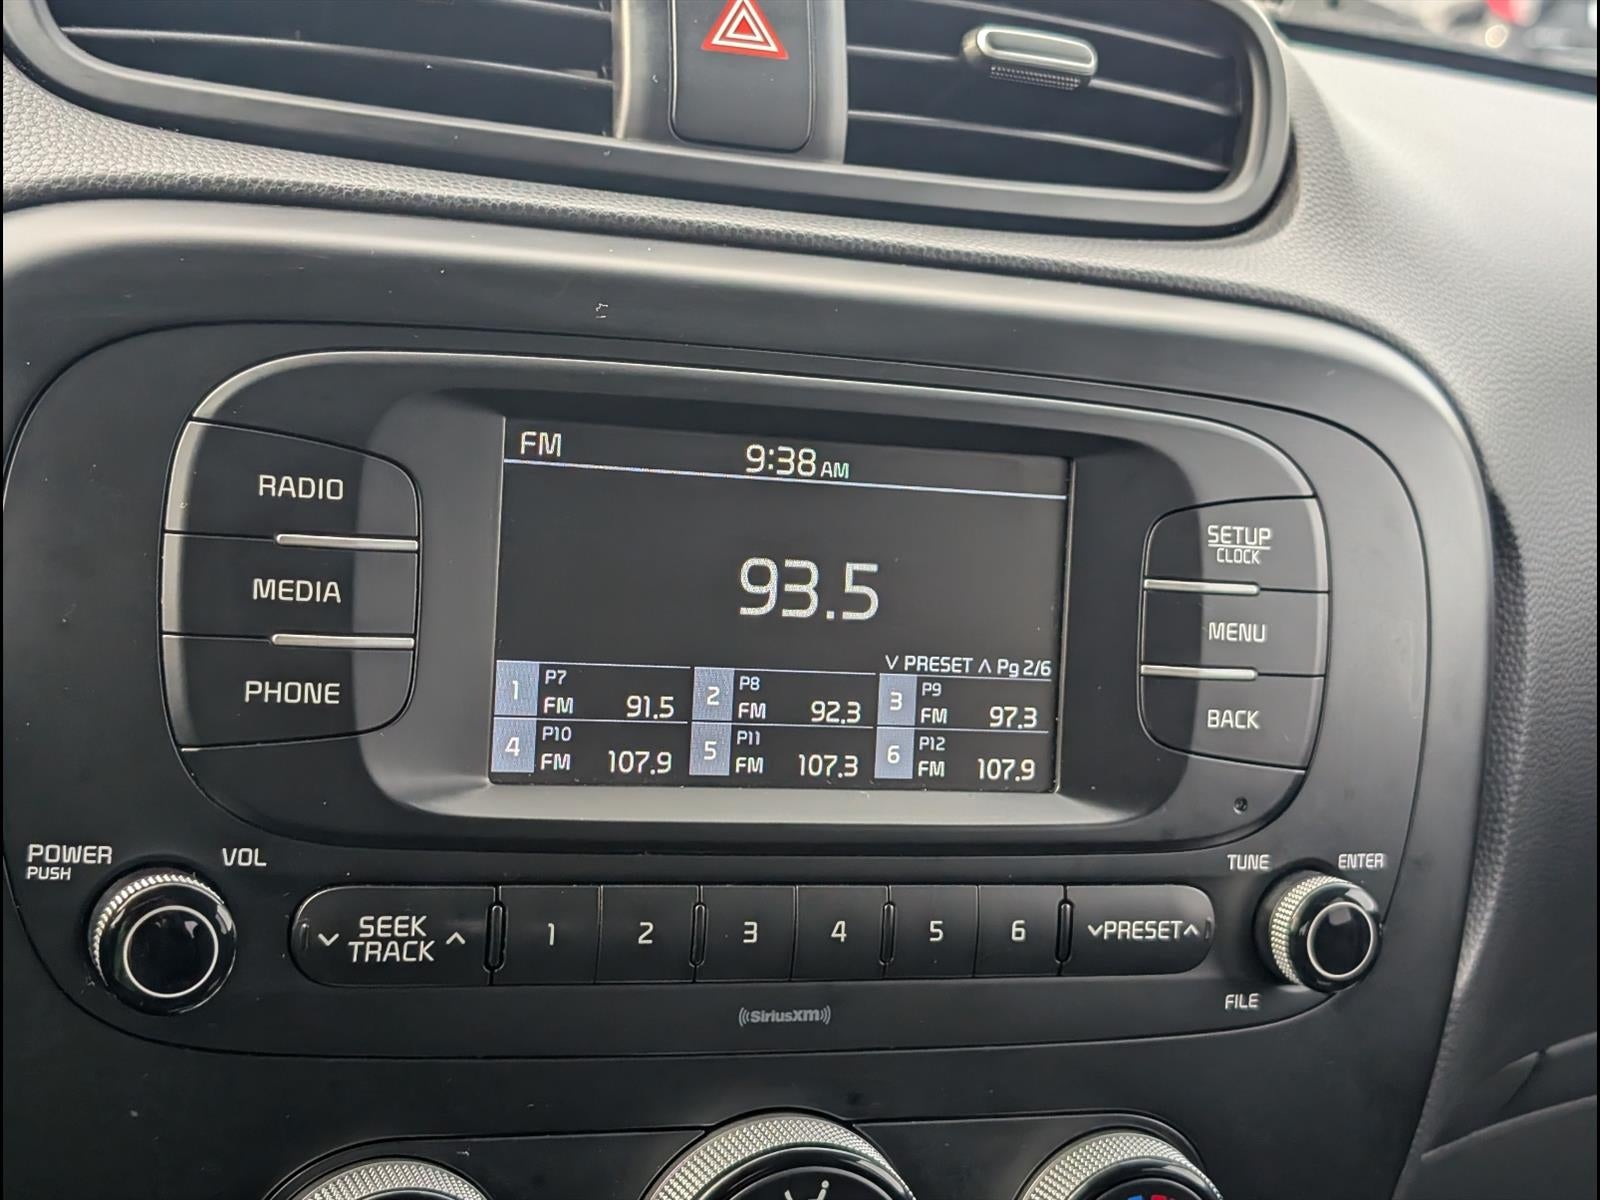 FM 9:38 AM
RADIO
MEDIA
PHONE
93.5
∨ PRESET ∧ Pg 2/6
1 P7 FM 91.5
2 P8 FM 92.3
3 P9 FM 97.3
4 P10 FM 107.9
5 P11 FM 107.3
6 P12 FM 107.9
SETUP
CLOCK
MENU
BACK
POWER
PUSH
VOL
∨ SEEK ∧
TRACK
1 2 3 4 5 6
∨PRESET∧
TUNE
ENTER
FILE
((SiriusXM))